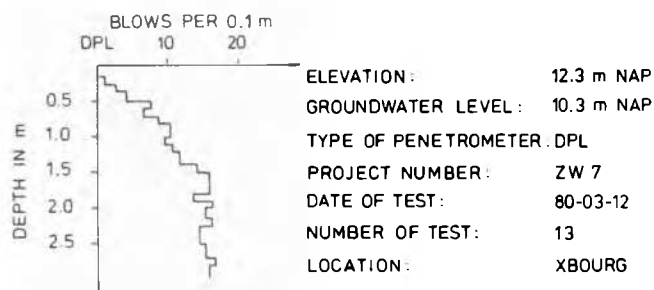 BLOWS PER 0.1 m
DPL 10 20
0.5
1.0
1.5
2.0
2.5
DEPTH IN m
ELEVATION: 12.3 m NAP
GROUNDWATER LEVEL: 10.3 m NAP
TYPE OF PENETROMETER: DPL
PROJECT NUMBER: ZW 7
DATE OF TEST: 80-03-12
NUMBER OF TEST: 13
LOCATION: XBOURG